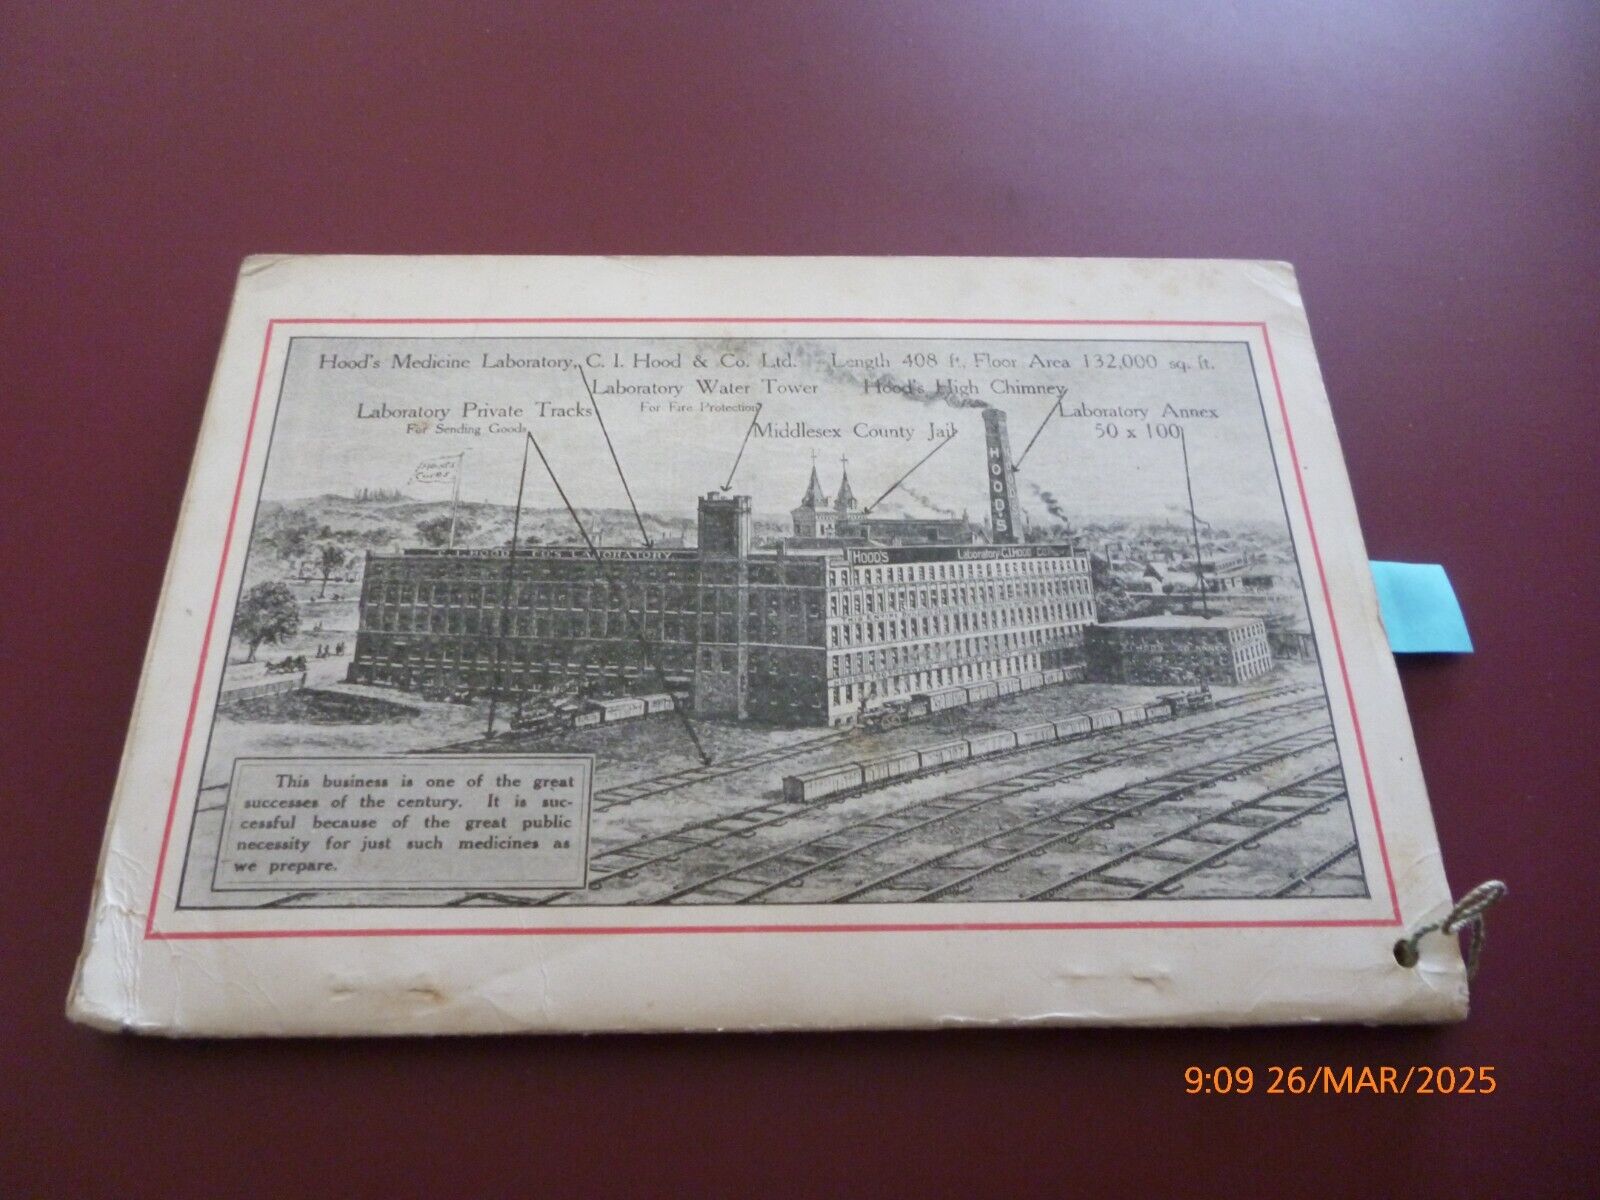 Hood's Medicine Laboratory, C. I. Hood & Co. Ltd. Length 408 ft. Floor Area 132,000 sq. ft.
Laboratory Water Tower Hood's High Chimney
Laboratory Private Tracks For Fire Protection Laboratory Annex
For Sending Goods Middlesex County Jail 50 x 100
Hood's
Cures
HOOD'S
C. I. HOOD & CO'S LABORATORY.
HOOD'S Laboratory C.I. HOOD CO.
This business is one of the great
successes of the century. It is suc-
cessful because of the great public
necessity for just such medicines as
we prepare.
9:09 26/MAR/2025